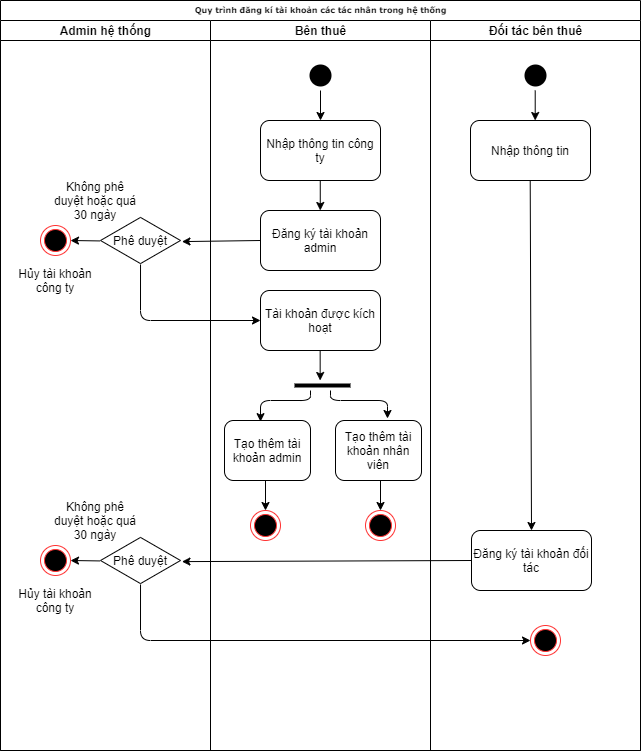 Quy trình đăng kí tài khoản các tác nhân trong hệ thống
Admin hệ thống
Bên thuê
Đối tác bên thuê
Nhập thông tin công
ty
Nhập thông tin
Không phê
duyệt hoặc quá
30 ngày
Phê duyệt
Đăng ký tài khoản
admin
Hủy tài khoản
công ty
Tải khoản được kích
hoạt
Tạo thêm tài
khoản admin
Tạo thêm tài
khoản nhân
viên
Không phê
duyệt hoặc quá
30 ngày
Phê duyệt
Đăng ký tài khoản đối
tác
Hủy tài khoản
công ty